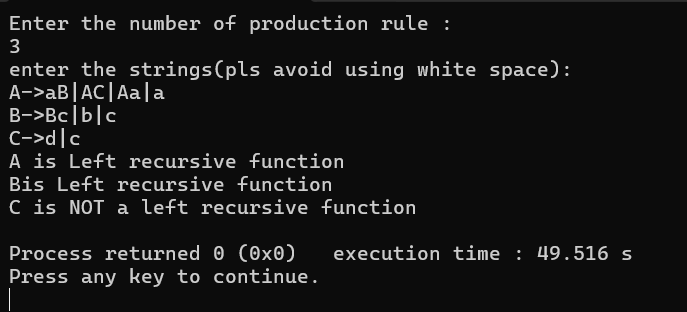 Enter the number of production rule :
3
enter the strings(pls avoid using white space):
A->aB|AC|Aa|a
B->Bc|b|c
C->d|c
A is Left recursive function
Bis Left recursive function
C is NOT a left recursive function
Process returned 0 (0x0)   execution time : 49.516 s
Press any key to continue.